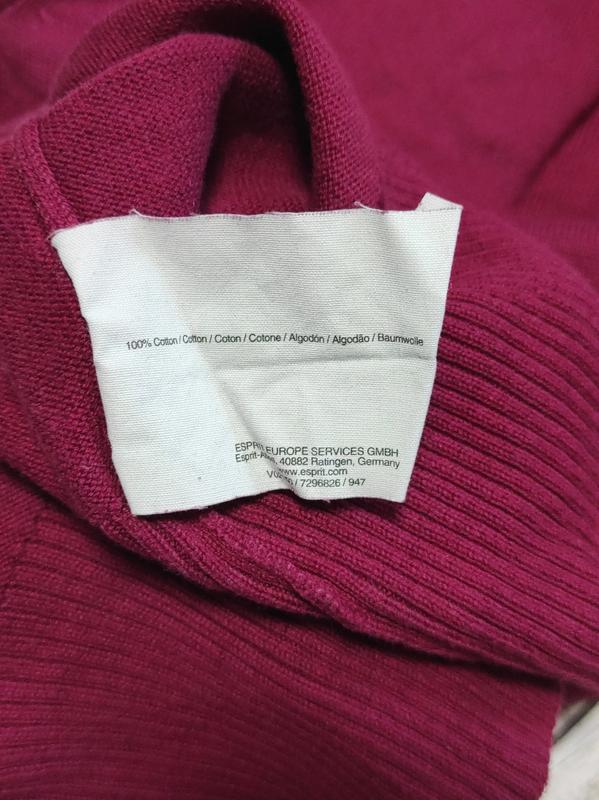 100% Cotton / Cotton / Coton / Cotone / Algodón / Algodão / Baumwolle
ESPRIT EUROPE SERVICES GMBH
40882 Ratingen, Germany
www.esprit.com
/ 7296826 / 947